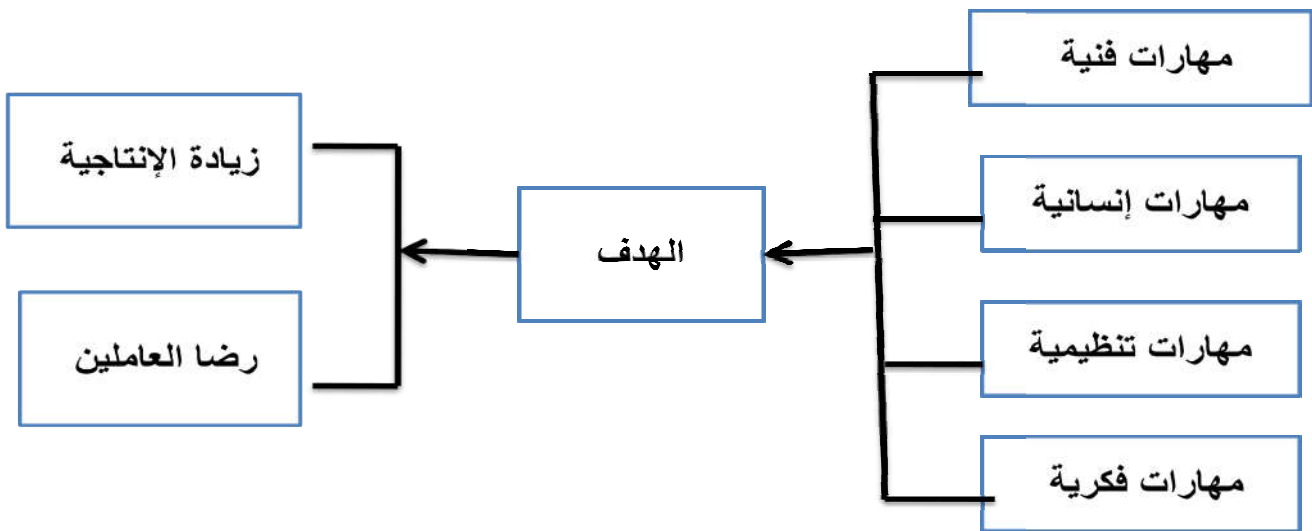 مهارات فنية
مهارات إنسانية
مهارات تنظيمية
مهارات فكرية
الهدف
زيادة الإنتاجية
رضا العاملين